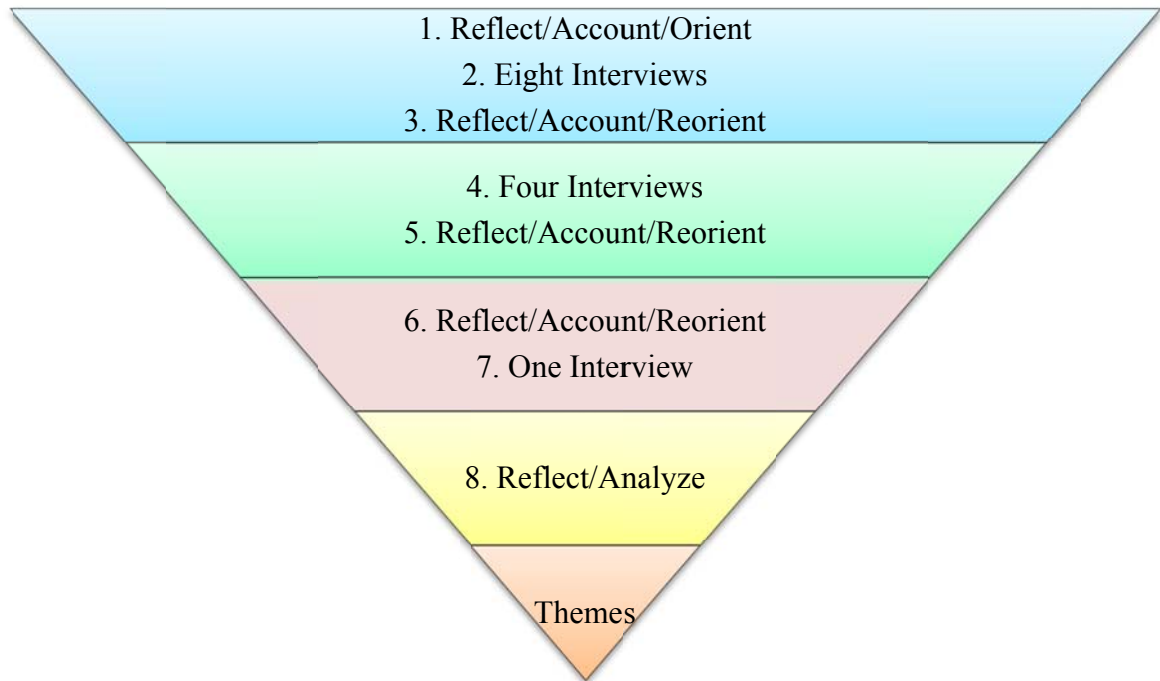 1. Reflect/Account/Orient
2. Eight Interviews
3. Reflect/Account/Reorient
4. Four Interviews
5. Reflect/Account/Reorient
6. Reflect/Account/Reorient
7. One Interview
8. Reflect/Analyze
Themes